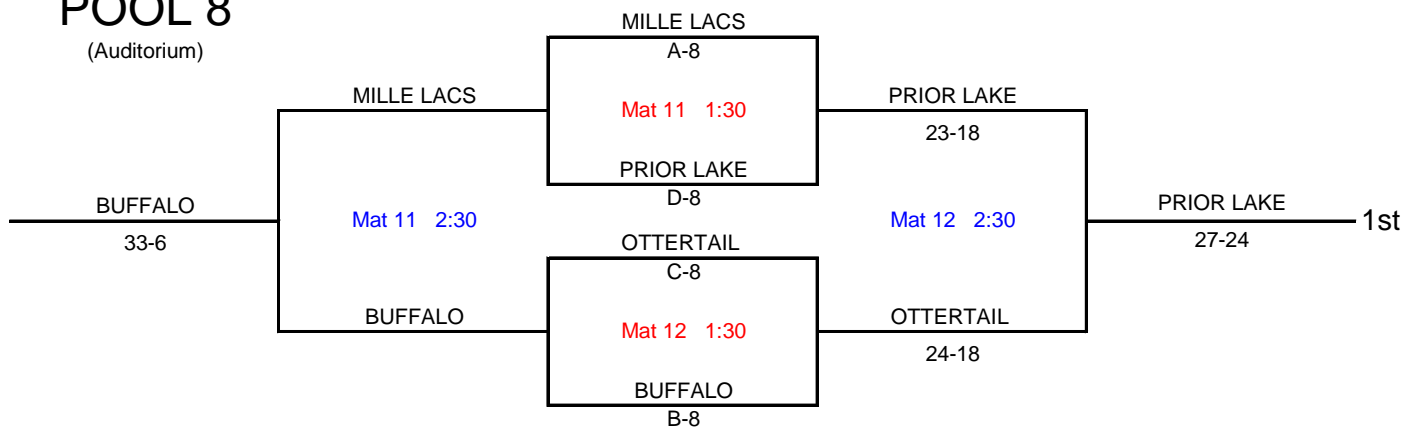 POOL 8
(Auditorium)
MILLE LACS
A-8
MILLE LACS
Mat 11 1:30
PRIOR LAKE
23-18
PRIOR LAKE
D-8
BUFFALO
33-6
Mat 11 2:30
Mat 12 2:30
PRIOR LAKE
27-24
1st
OTTERTAIL
C-8
BUFFALO
Mat 12 1:30
OTTERTAIL
24-18
BUFFALO
B-8